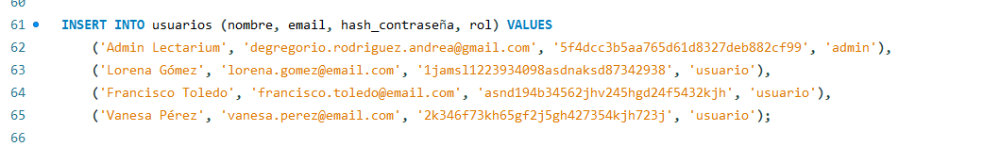 60
61 INSERT INTO usuarios (nombre, email, hash_contraseña, rol) VALUES
62 ('Admin Lectarium', 'degregorio.rodriguez.andrea@gmail.com', '5f4dcc3b5aa765d61d8327deb882cf99', 'admin'),
63 ('Lorena Gómez', 'lorena.gomez@email.com', '1jamsl1223934098asdnaksd87342938', 'usuario'),
64 ('Francisco Toledo', 'francisco.toledo@email.com', 'asnd194b34562jhv245hgd24f5432kjh', 'usuario'),
65 ('Vanesa Pérez', 'vanesa.perez@email.com', '2k346f73kh65gf2j5gh427354kjh723j', 'usuario');
66